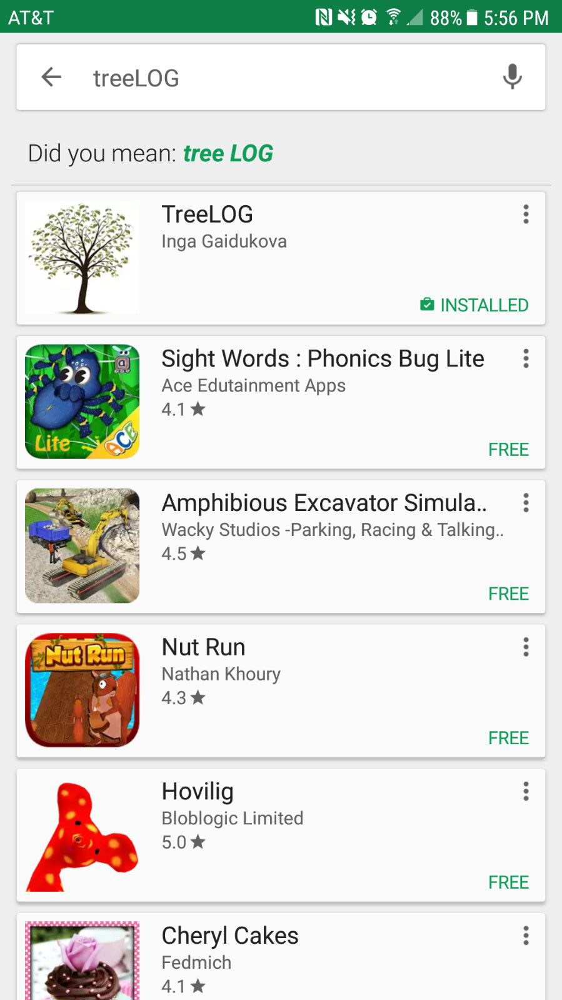 AT&T 88% 5:56 PM
treeLOG
Did you mean: tree LOG
TreeLOG
Inga Gaidukova
INSTALLED
Sight Words : Phonics Bug Lite
Ace Edutainment Apps
4.1
FREE
a
Lite
ACE
Amphibious Excavator Simula..
Wacky Studios -Parking, Racing & Talking..
4.5
FREE
Nut Run
Nut Run
Nathan Khoury
4.3
FREE
Hovilig
Bloblogic Limited
5.0
FREE
Cheryl Cakes
Fedmich
4.1